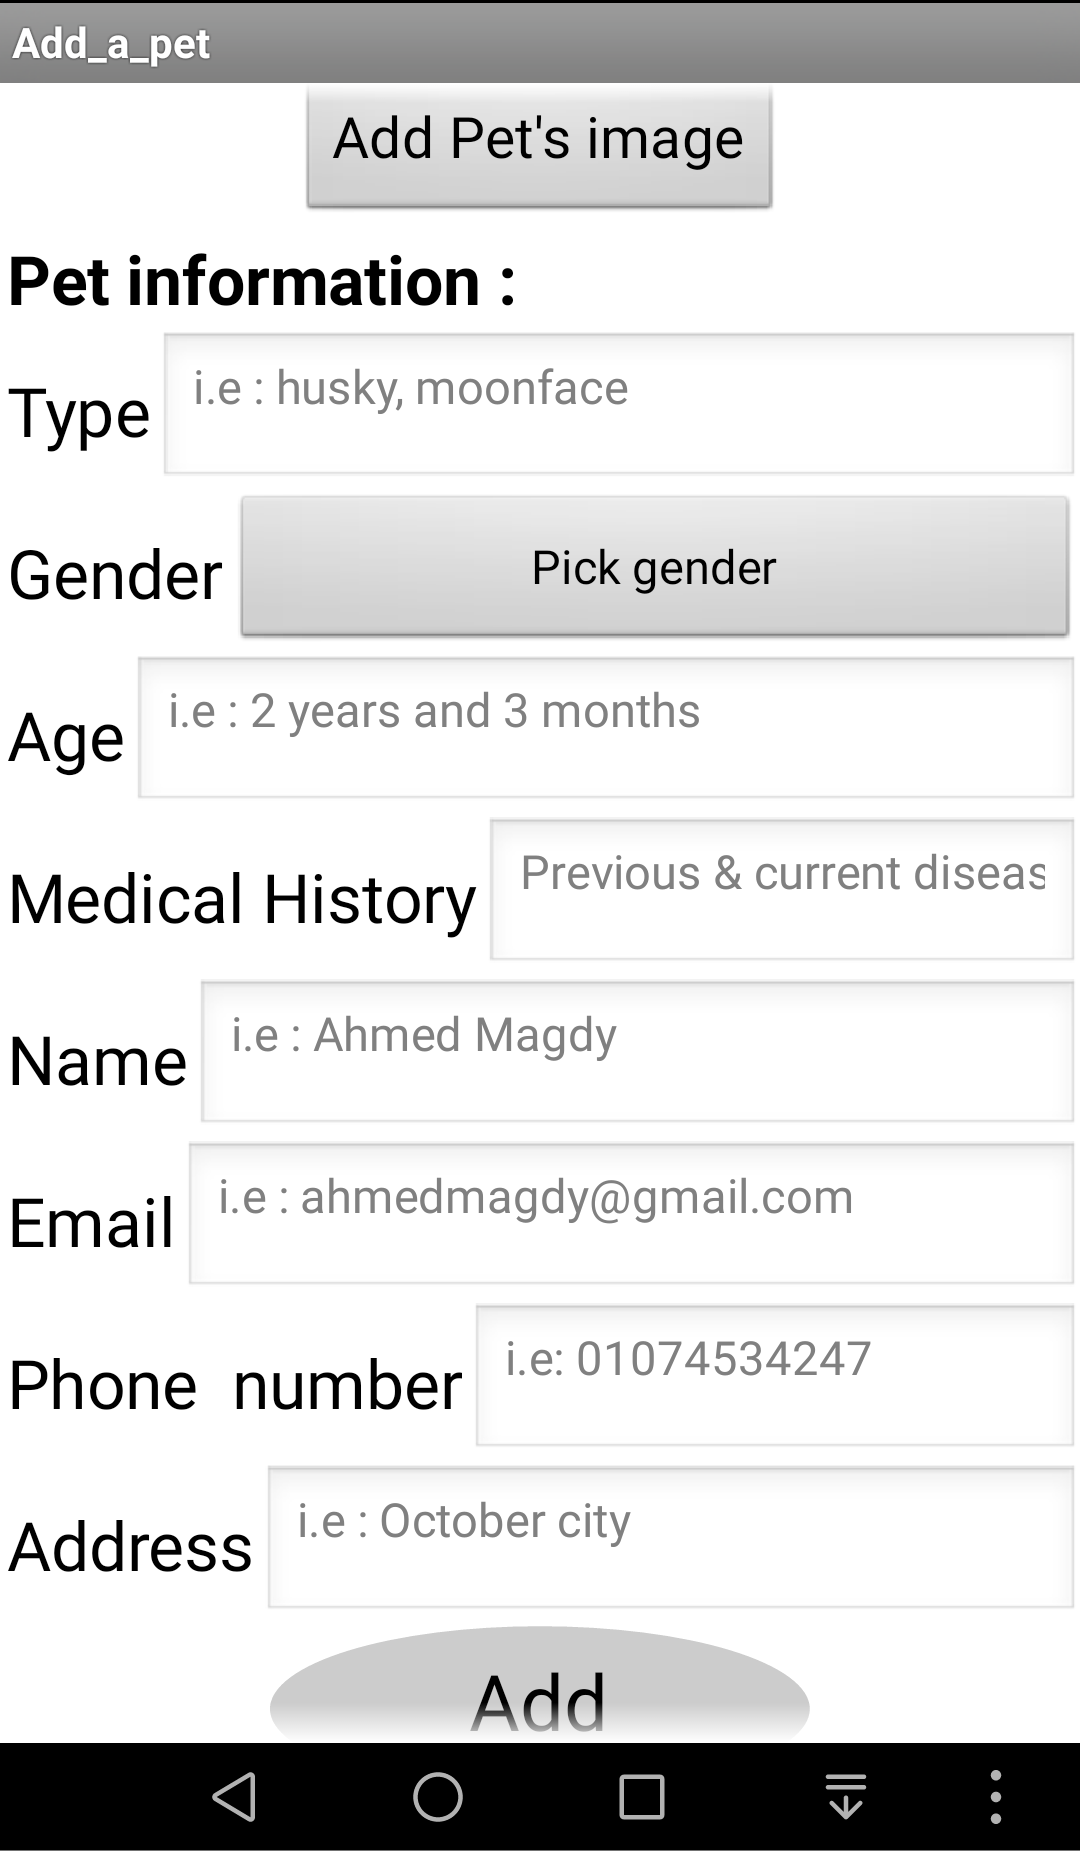 Add_a_pet
Add Pet's image
Pet information :
Type
i.e : husky, moonface
Gender
Pick gender
Age
i.e : 2 years and 3 months
Medical History
Previous & current diseas
Name
i.e : Ahmed Magdy
Email
i.e : ahmedmagdy@gmail.com
Phone  number
i.e: 01074534247
Address
i.e : October city
Add